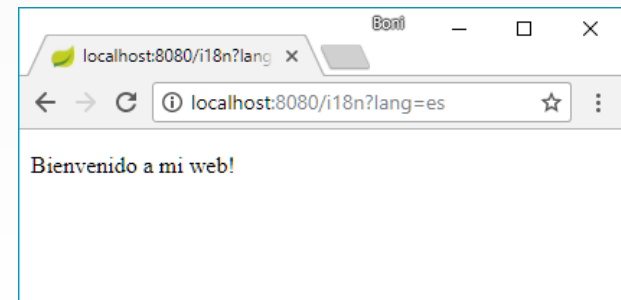 Boni
localhost:8080/i18n?lang
localhost:8080/i18n?lang=es
Bienvenido a mi web!